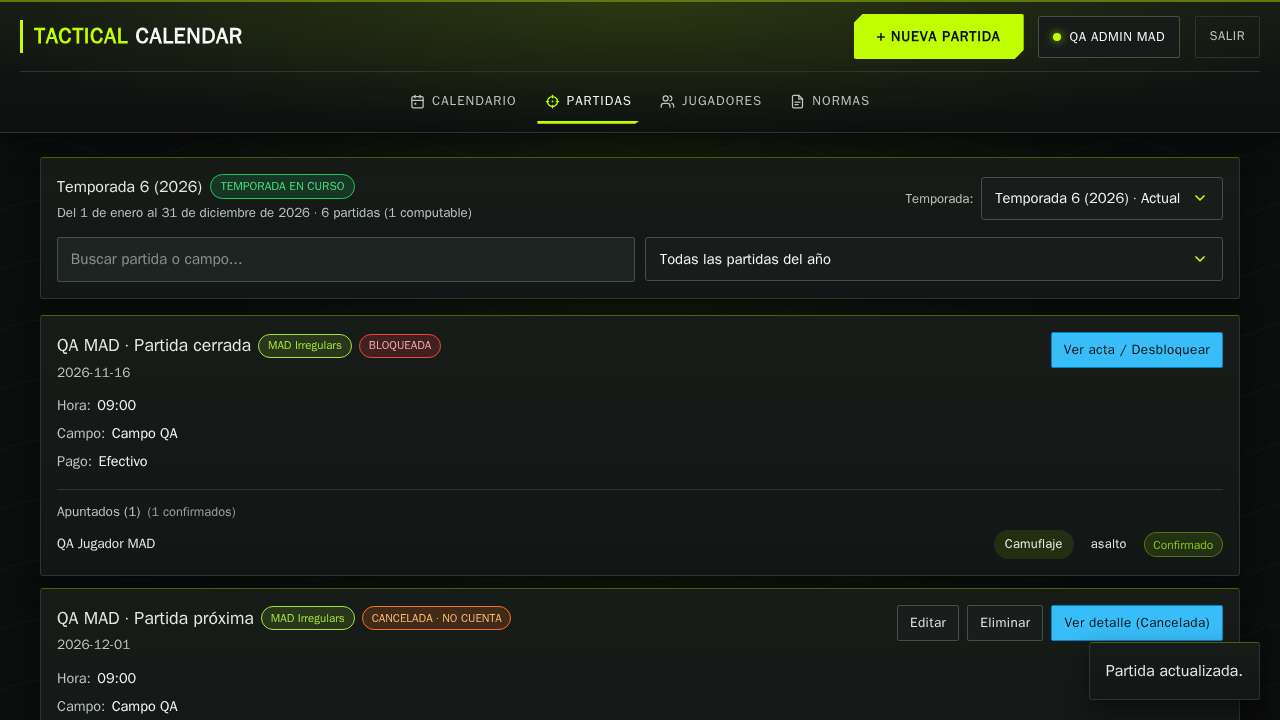 TACTICAL CALENDAR
+ NUEVA PARTIDA
QA ADMIN MAD
SALIR
CALENDARIO
PARTIDAS
JUGADORES
NORMAS
Temporada 6 (2026) TEMPORADA EN CURSO
Del 1 de enero al 31 de diciembre de 2026 · 6 partidas (1 computable)
Temporada: Temporada 6 (2026) · Actual
Buscar partida o campo...
Todas las partidas del año
QA MAD · Partida cerrada MAD Irregulars BLOQUEADA
Ver acta / Desbloquear
2026-11-16
Hora: 09:00
Campo: Campo QA
Pago: Efectivo
Apuntados (1) (1 confirmados)
QA Jugador MAD Camuflaje asalto Confirmado
QA MAD · Partida próxima MAD Irregulars CANCELADA · NO CUENTA
Editar Eliminar Ver detalle (Cancelada)
2026-12-01
Hora: 09:00
Campo: Campo QA
Partida actualizada.